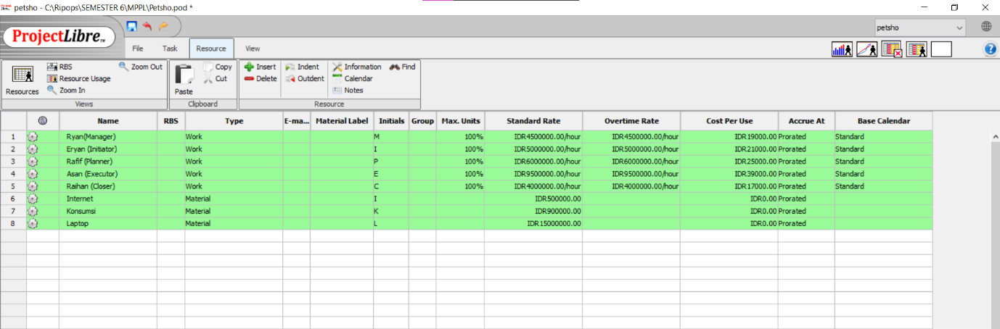 petsho - C:\Ripops\SEMESTER 6\MPPL\Petsho.pod *
ProjectLibre TM
petsho
File Task Resource View
Resources
RBS
Resource Usage
Zoom In
Zoom Out
Views
Paste
Copy
Cut
Clipboard
Insert
Delete
Indent
Outdent
Information
Calendar
Notes
Find
Resource
Name RBS Type E-ma... Material Label Initials Group Max. Units Standard Rate Overtime Rate Cost Per Use Accrue At Base Calendar
1 Ryan(Manager) Work M 100% IDR4500000.00/hour IDR4500000.00/hour IDR19000.00 Prorated Standard
2 Eryan (Initiator) Work I 100% IDR5000000.00/hour IDR5000000.00/hour IDR21000.00 Prorated Standard
3 Rafif (Planner) Work P 100% IDR6000000.00/hour IDR6000000.00/hour IDR25000.00 Prorated Standard
4 Asan (Executor) Work E 100% IDR9500000.00/hour IDR9500000.00/hour IDR39000.00 Prorated Standard
5 Raihan (Closer) Work C 100% IDR4000000.00/hour IDR4000000.00/hour IDR17000.00 Prorated Standard
6 Internet Material I IDR500000.00 IDR0.00 Prorated
7 Konsumsi Material K IDR900000.00 IDR0.00 Prorated
8 Laptop Material L IDR15000000.00 IDR0.00 Prorated